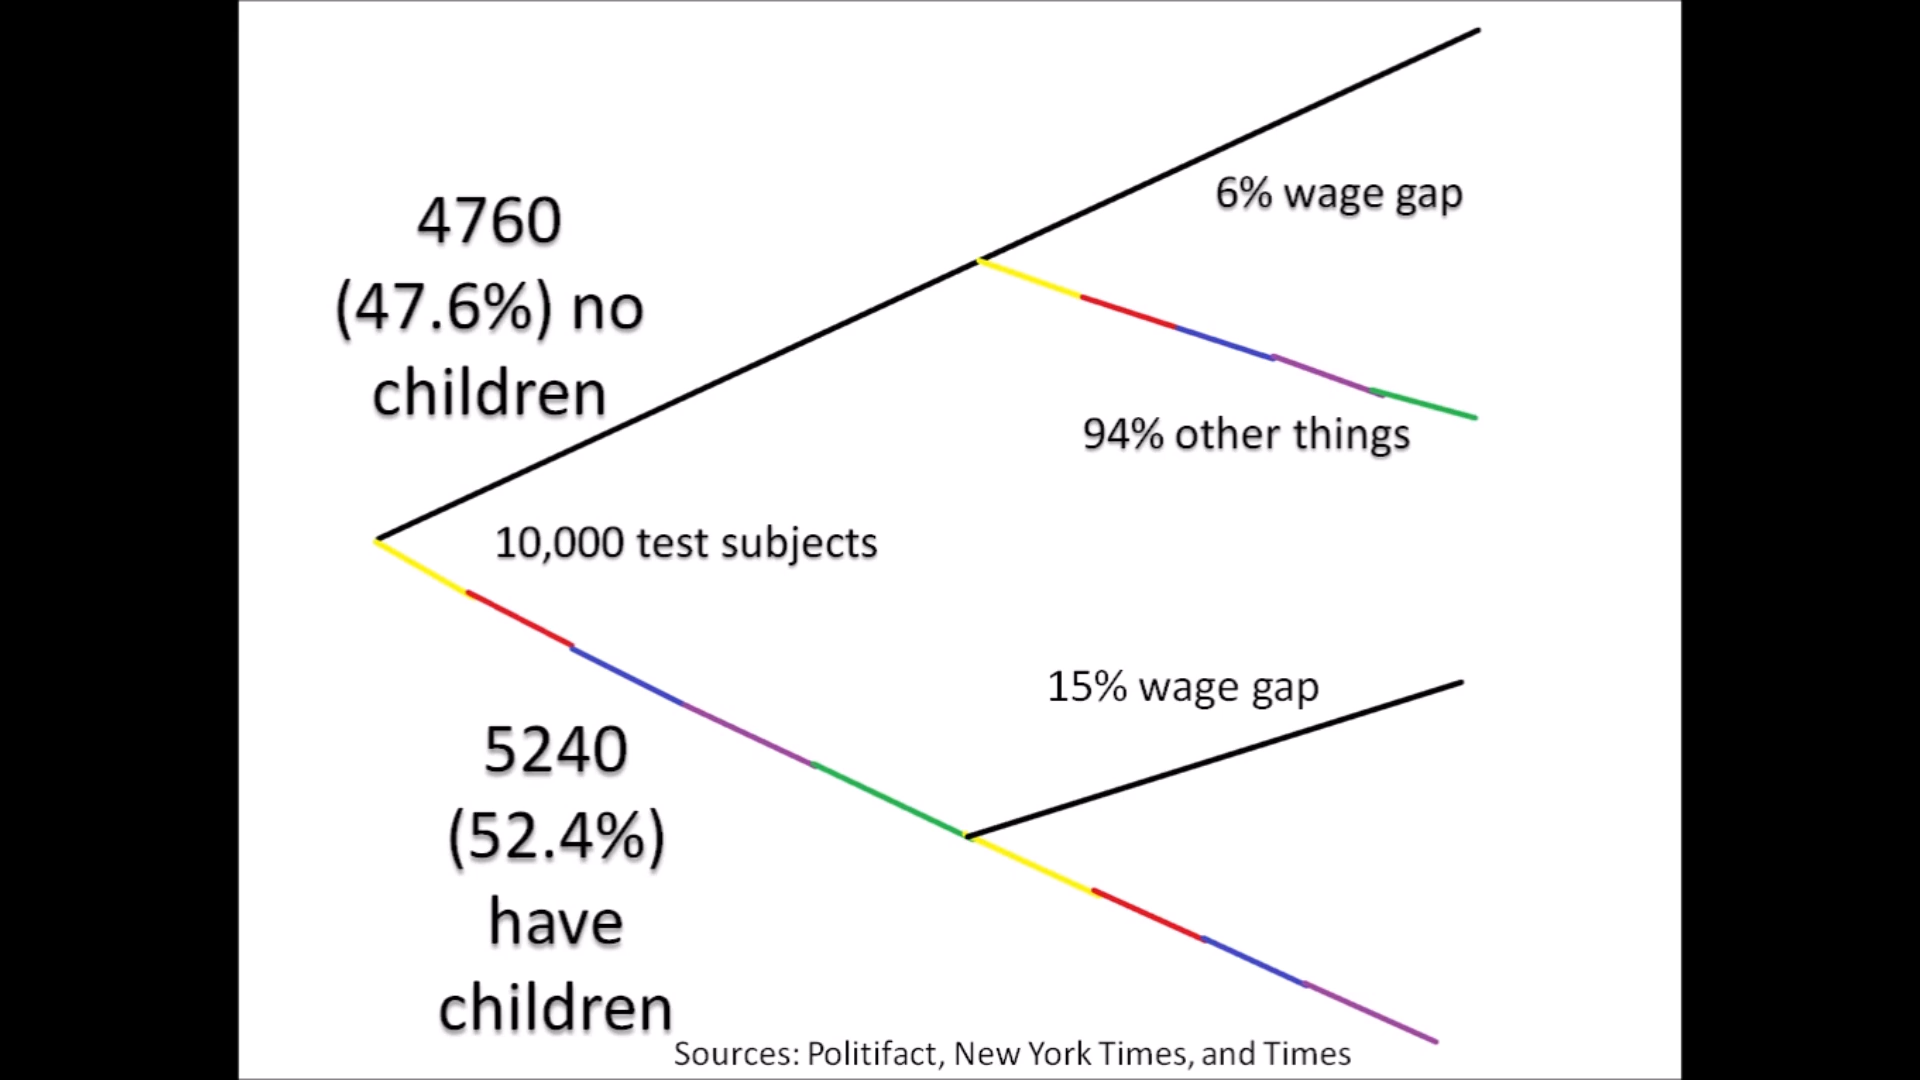 4760
(47.6%) no
children
6% wage gap
94% other things
10,000 test subjects
15% wage gap
5240
(52.4%)
have
children
Sources: Politifact, New York Times, and Times